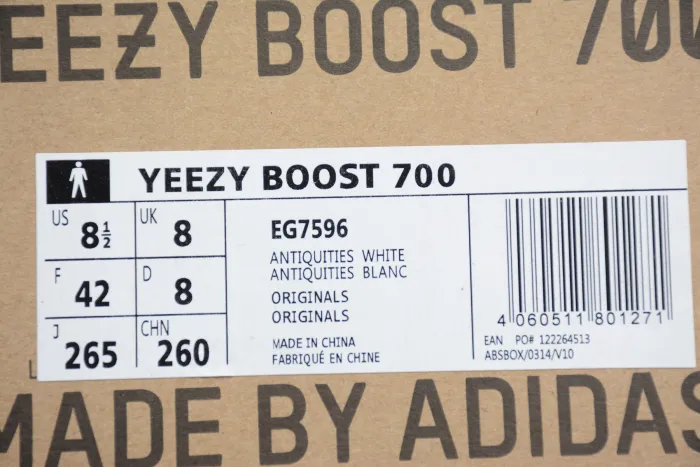 YEEZY BOOST 700
YEEZY BOOST 700
US 8½ UK 8
F 42 D 8
J 265 CHN 260
EG7596
ANTIQUITIES WHITE
ANTIQUITIES BLANC
ORIGINALS
ORIGINALS
MADE IN CHINA
FABRIQUÉ EN CHINE
4 060511 801271
EAN PO# 122264513
ABSBOX/0314/V10
MADE BY ADIDAS